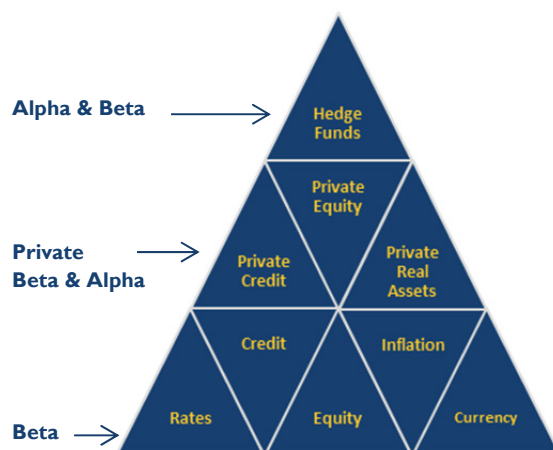 Alpha & Beta
Hedge
Funds
Private
Equity
Private
Beta & Alpha
Private
Credit
Private
Real
Assets
Credit
Inflation
Beta
Rates
Equity
Currency